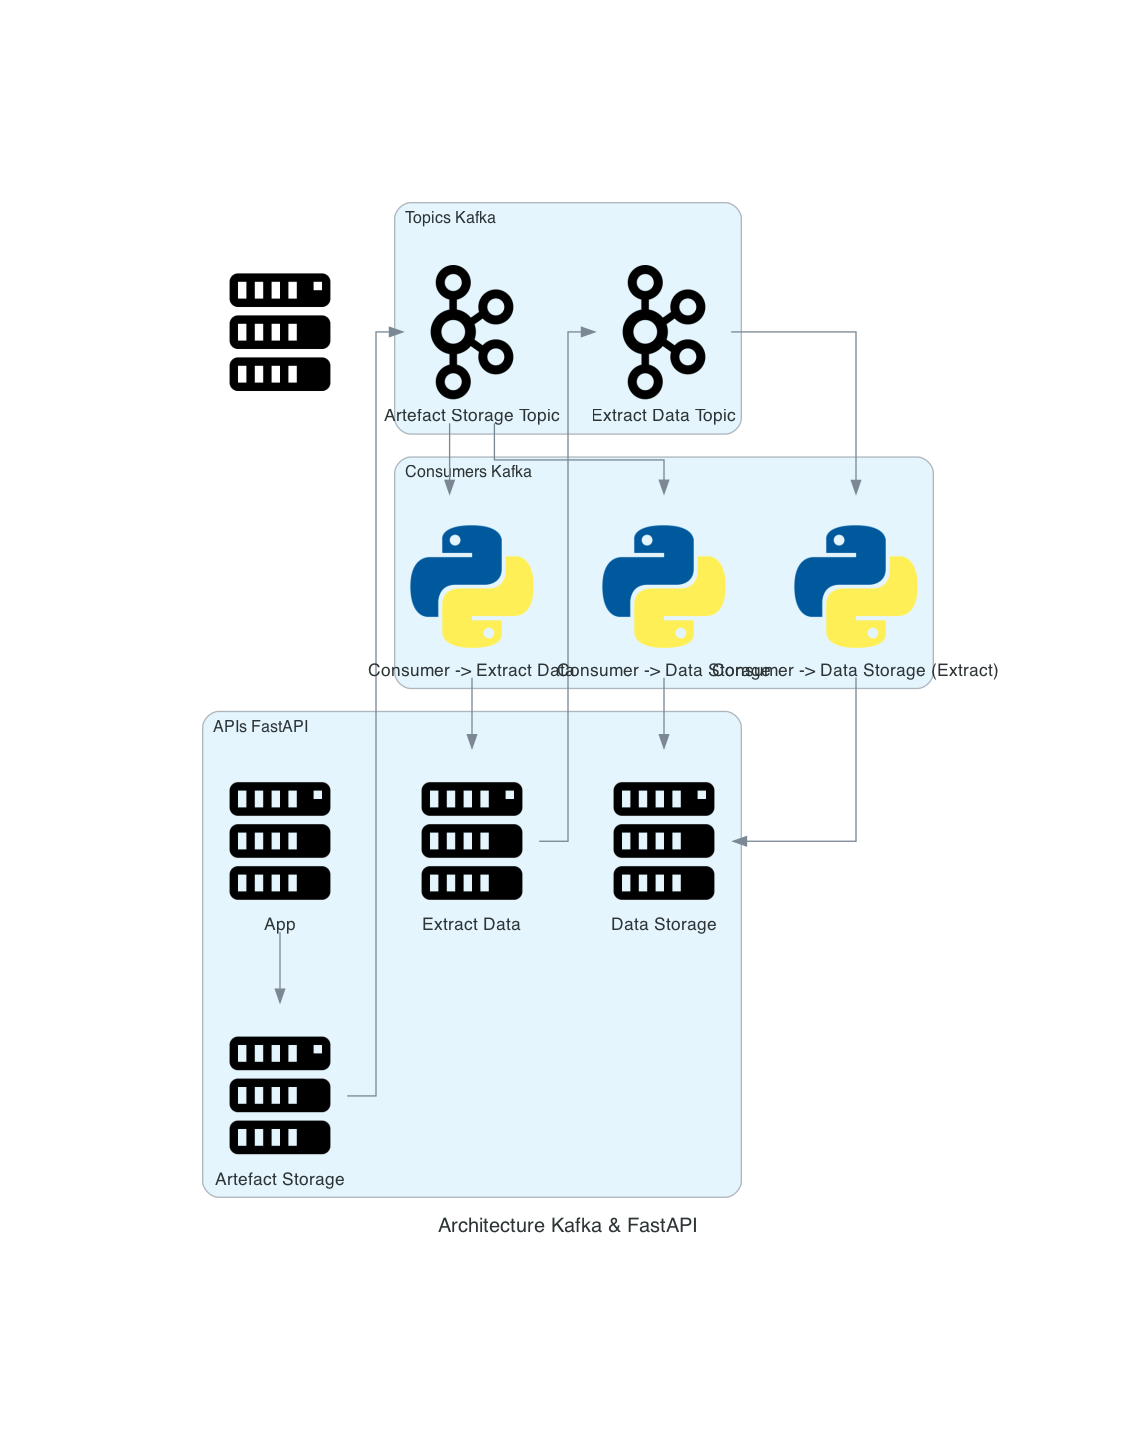 Topics Kafka
Artefact Storage Topic
Extract Data Topic
Consumers Kafka
Consumer -> Extract Data
Consumer -> Data Storage
Consumer -> Data Storage (Extract)
APIs FastAPI
App
Extract Data
Data Storage
Artefact Storage
Architecture Kafka & FastAPI